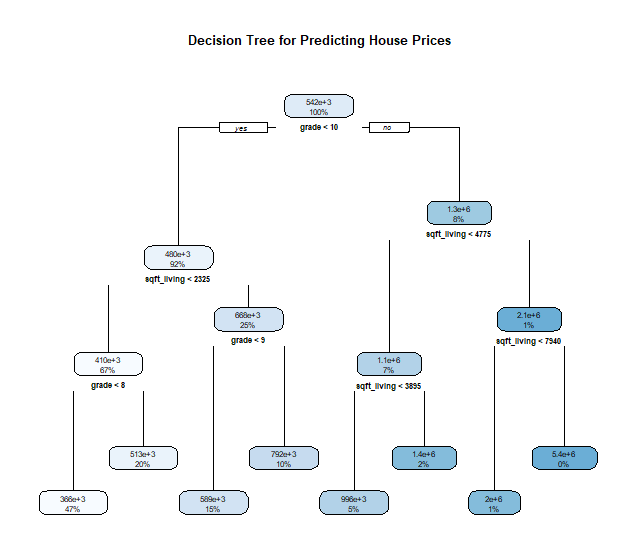 Decision Tree for Predicting House Prices
542e+3
100%
yes
grade < 10
no
1.3e+6
8%
sqft_living < 4775
480e+3
92%
sqft_living < 2325
668e+3
25%
grade < 9
2.1e+6
1%
sqft_living < 7940
410e+3
67%
grade < 8
1.1e+6
7%
sqft_living < 3895
513e+3
20%
792e+3
10%
1.4e+6
2%
5.4e+6
0%
366e+3
47%
589e+3
15%
996e+3
5%
2e+6
1%